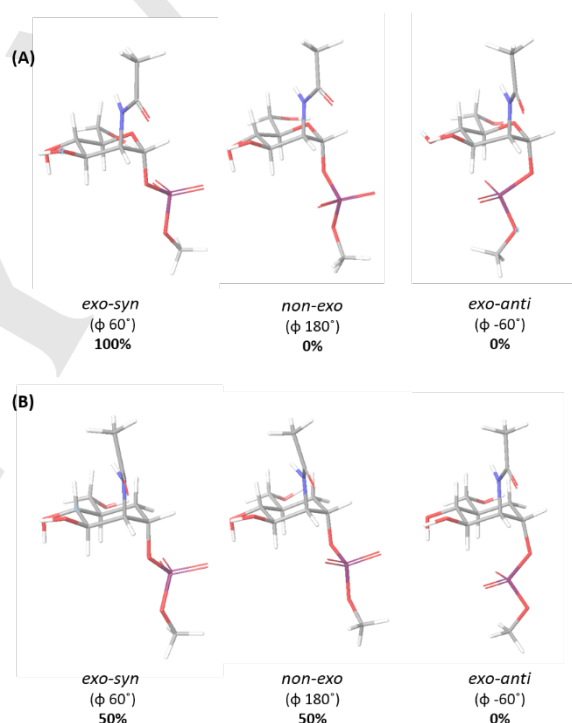 (A)
exo-syn non-exo exo-anti
(ϕ 60˚) (ϕ 180˚) (ϕ -60˚)
100% 0% 0%
(B)
exo-syn non-exo exo-anti
(ϕ 60˚) (ϕ 180˚) (ϕ -60˚)
50% 50% 0%